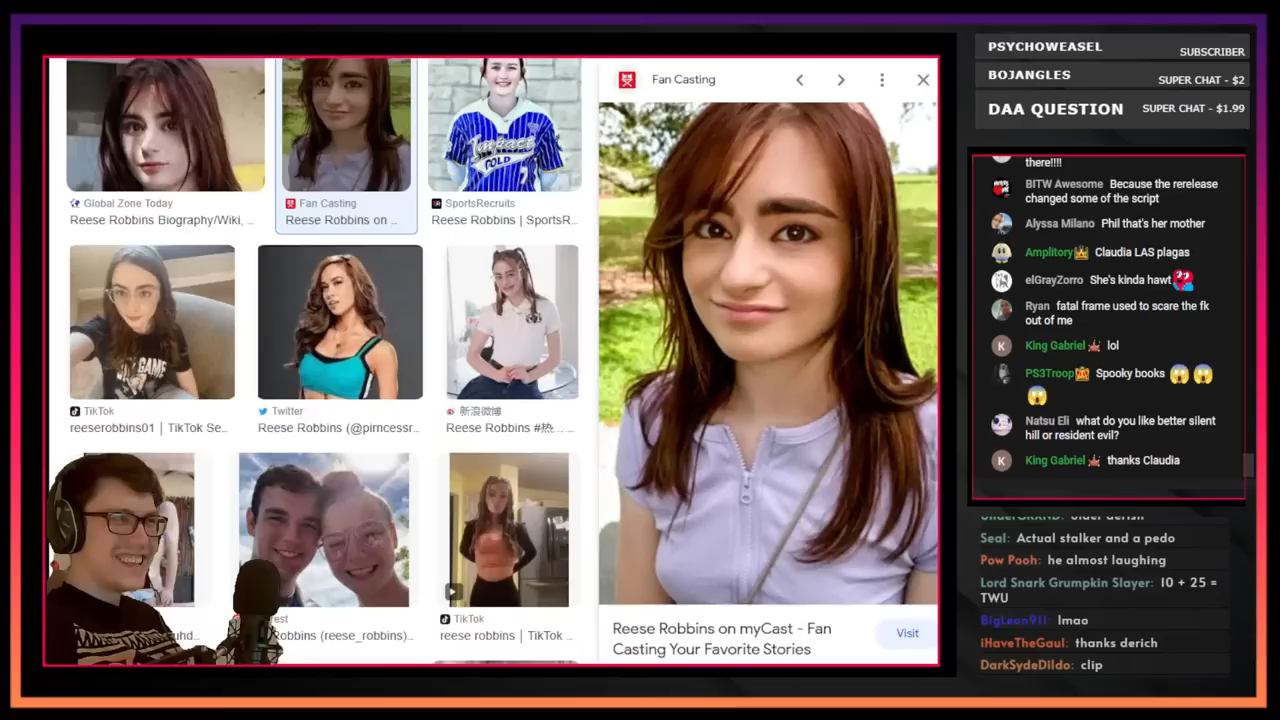 Fan Casting
Global Zone Today
Reese Robbins Biography/Wiki, ...
Fan Casting
Reese Robbins on ...
Impact
GOLD
SportsRecruits
Reese Robbins | SportsR...
GAME
TikTok
reeserobbins01 | TikTok Se...
Twitter
Reese Robbins (@pirncessr...
新浪微博
Reese Robbins #热... ...
Robbins (reese_robbins)...
TikTok
reese robbins | TikTok ...
Reese Robbins on myCast - Fan
Casting Your Favorite Stories
Visit
PSYCHOWEASEL SUBSCRIBER
BOJANGLES SUPER CHAT - $2
DAA QUESTION SUPER CHAT - $1.99
there!!!!
BITW Awesome Because the rerelease
changed some of the script
Alyssa Milano Phil that's her mother
Amplitory Claudia LAS plagas
elGrayZorro She's kinda hawt
Ryan fatal frame used to scare the fk
out of me
K King Gabriel lol
PS3Troop Spooky books 😱 😱
😱
Natsu Eli what do you like better silent
hill or resident evil?
K King Gabriel thanks Claudia
Seal: Actual stalker and a pedo
Pow Pooh: he almost laughing
Lord Snark Grumpkin Slayer: 10 + 25 =
TWU
BigLeon911: lmao
iHaveTheGaul: thanks derich
DarkSydeDildo: clip